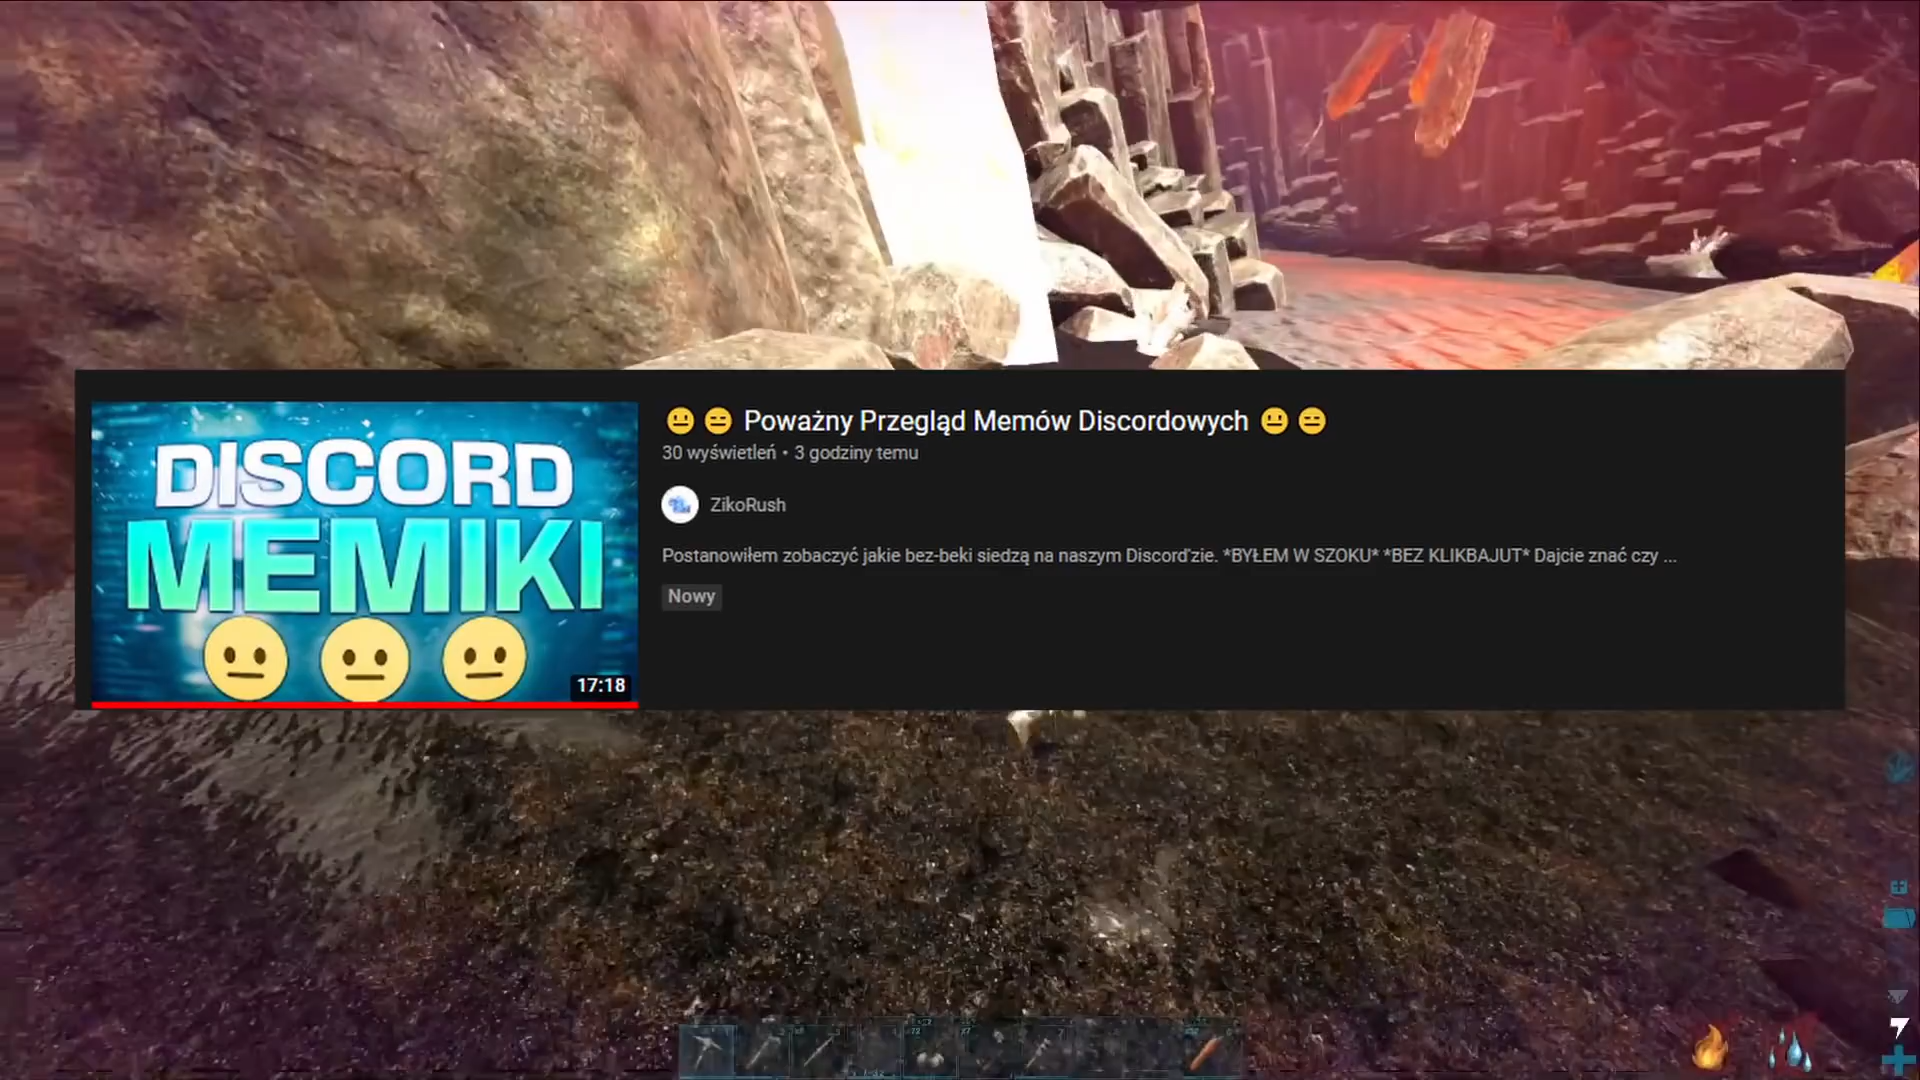 😐 😑 Poważny Przegląd Memów Discordowych 😐 😑
30 wyświetleń • 3 godziny temu
ZikoRush
Postanowiłem zobaczyć jakie bez-beki siedzą na naszym Discord'zie. *BYŁEM W SZOKU* *BEZ KLIKBAJUT* Dajcie znać czy ...
Nowy
DISCORD
MEMIKI
17:18